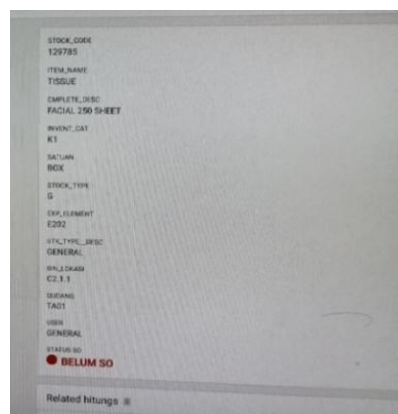 STOCK_CODE
129785
ITEM_NAME
TISSUE
CMPLETE_DISC
FACIAL 250 SHEET
INVENT_CAT
K1
SATUAN
BOX
STOCK_TYPE
G
EXP_ELEMENT
E202
STK_TYPE_DESC
GENERAL
BIN_LOKASI
C2.1.1
GUDANG
TA01
USER
GENERAL
STATUS SO
BELUM SO
Related hitungs